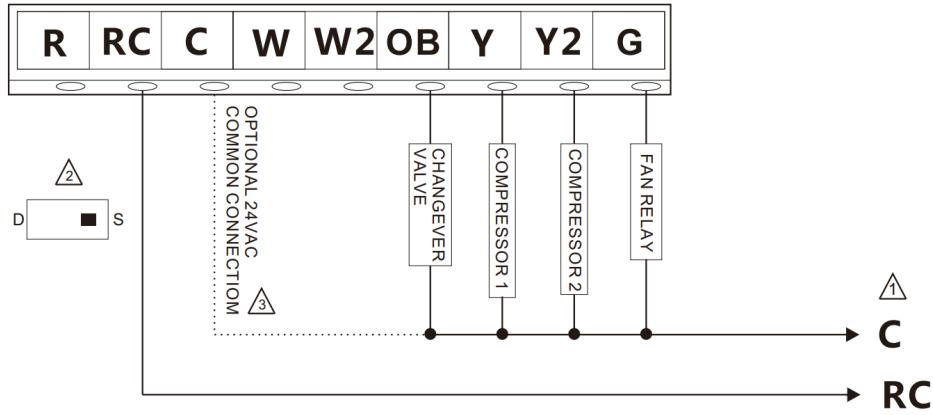 R RC C W W2 OB Y Y2 G
OPTIONAL 24VAC
COMMON CONNECTIOM
CHANGEVER
VALVE
COMPRESSOR 1
COMPRESSOR 2
FAN RELAY
2
D S
3
1
C
RC